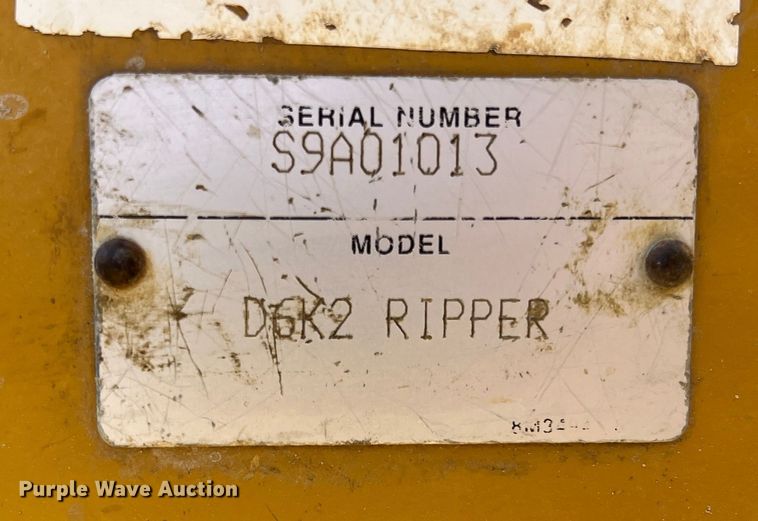 SERIAL NUMBER
S9A01013
MODEL
D6K2 RIPPER
Purple Wave Auction